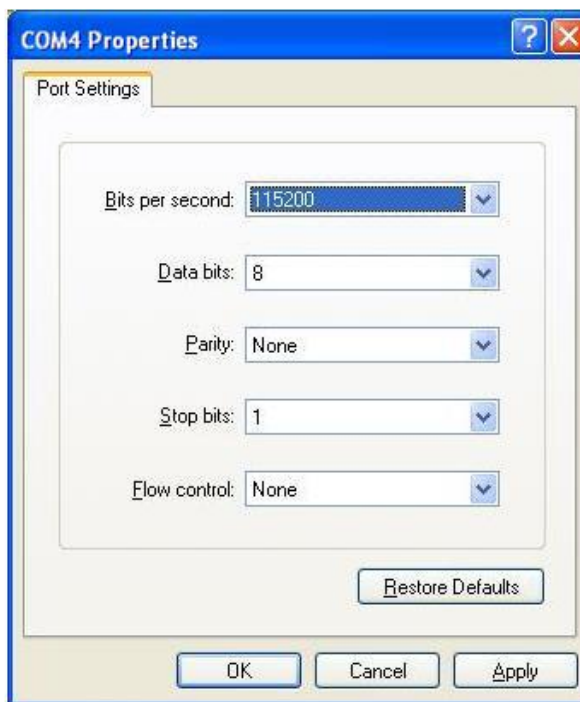 COM4 Properties
Port Settings
Bits per second: 115200
Data bits: 8
Parity: None
Stop bits: 1
Flow control: None
Restore Defaults
OK Cancel Apply